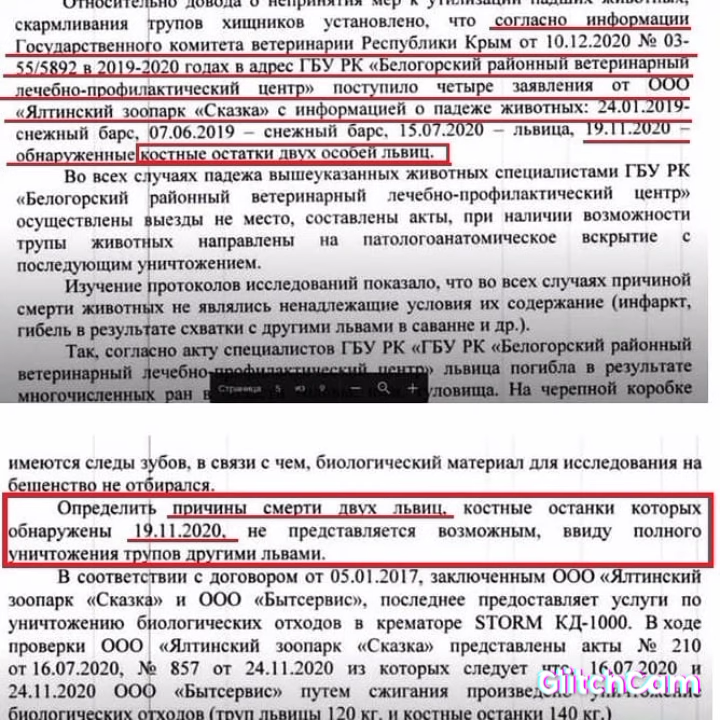 Относительно довода о непринятии мер к утилизации падших животных,
скармливания трупов хищников установлено, что согласно информации
Государственного комитета ветеринарии Республики Крым от 10.12.2020 № 03-
55/5892 в 2019-2020 годах в адрес ГБУ РК «Белогорский районный ветеринарный
лечебно-профилактический центр» поступило четыре заявления от ООО
«Ялтинский зоопарк «Сказка» с информацией о падеже животных: 24.01.2019-
снежный барс, 07.06.2019 – снежный барс, 15.07.2020 – львица, 19.11.2020 –
обнаруженные костные остатки двух особей львиц.
Во всех случаях падежа вышеуказанных животных специалистами ГБУ РК
«Белогорский районный ветеринарный лечебно-профилактический центр»
осуществлены выезды не место, составлены акты, при наличии возможности
трупы животных направлены на патологоанатомическое вскрытие с
последующим уничтожением.
Изучение протоколов исследований показало, что во всех случаях причиной
смерти животных не являлись ненадлежащие условия их содержание (инфаркт,
гибель в результате схватки с другими львами в саванне и др.).
Так, согласно акту специалистов ГБУ РК «ГБУ РК «Белогорский районный
ветеринарный лечебно-профилактический центр» львица погибла в результате
многочисленных ран в туловища. На черепной коробке
Страница 5 из 9 — +
имеются следы зубов, в связи с чем, биологический материал для исследования на
бешенство не отбирался.
Определить причины смерти двух львиц, костные останки которых
обнаружены 19.11.2020, не представляется возможным, ввиду полного
уничтожения трупов другими львами.
В соответствии с договором от 05.01.2017, заключенным ООО «Ялтинский
зоопарк «Сказка» и ООО «Бытсервис», последнее предоставляет услуги по
уничтожению биологических отходов в крематоре STORM КД-1000. В ходе
проверки ООО «Ялтинский зоопарк «Сказка» представлены акты № 210
от 16.07.2020, № 857 от 24.11.2020 из которых следует что 16.07.2020 и
24.11.2020 ООО «Бытсервис» путем сжигания произведено уничтожение
биологических отходов (труп львицы 120 кг. и костные останки 140 кг.)
GlitchCam